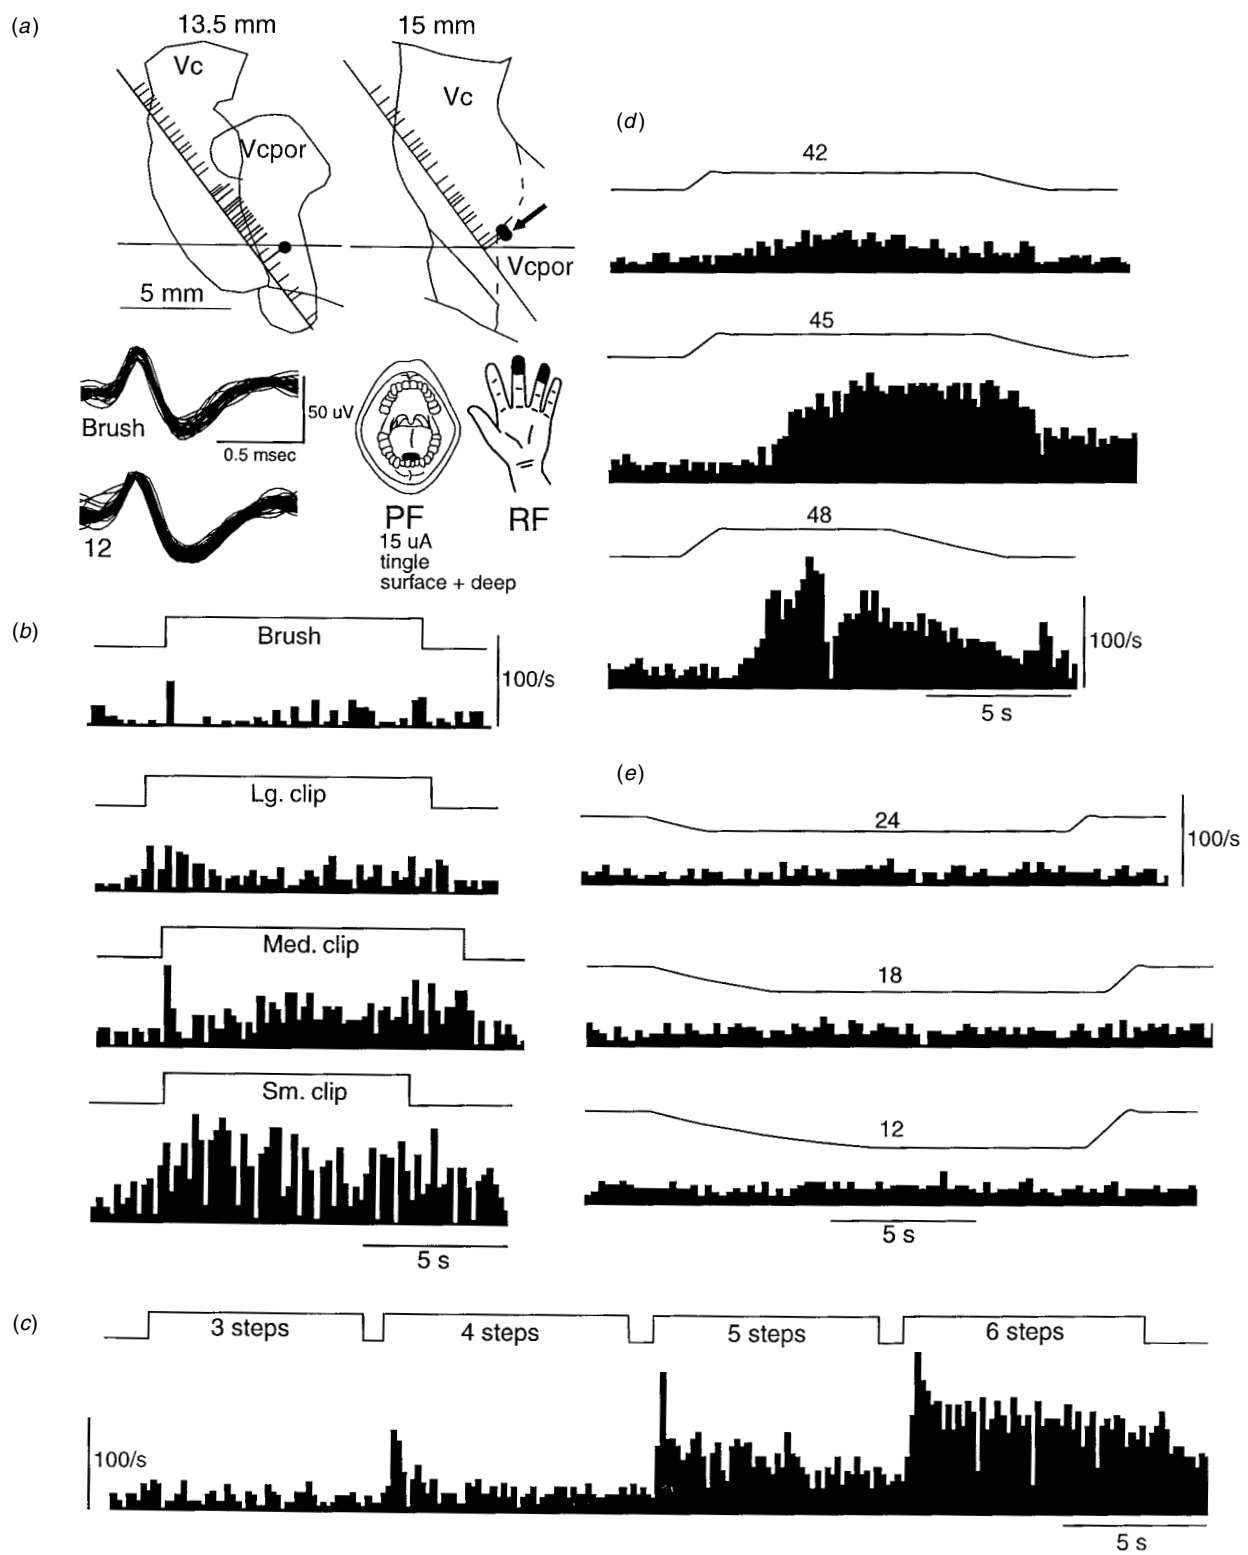 (a)
13.5 mm
15 mm
Vc
Vc
Vcpor
Vcpor
5 mm
Brush
50 uV
0.5 msec
12
PF
RF
15 uA
tingle
surface + deep
(b)
Brush
100/s
Lg. clip
Med. clip
Sm. clip
5 s
(c)
3 steps
4 steps
5 steps
6 steps
100/s
5 s
(d)
42
45
48
100/s
5 s
(e)
24
100/s
18
12
5 s